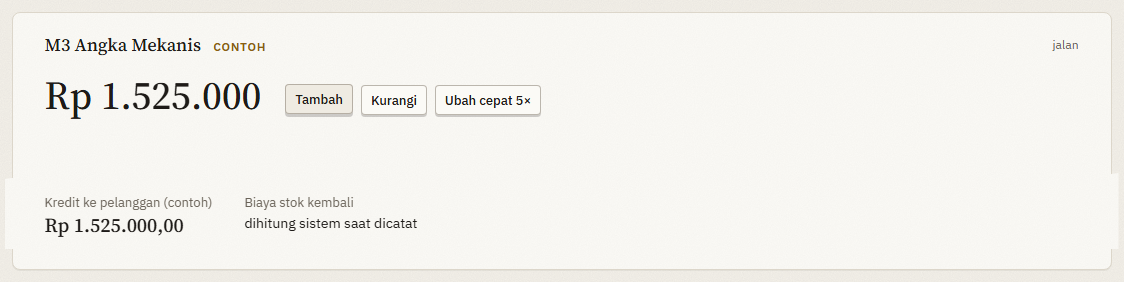 M3 Angka Mekanis CONTOH jalan
Rp 1.525.000 Tambah Kurangi Ubah cepat 5×
Kredit ke pelanggan (contoh) Biaya stok kembali
Rp 1.525.000,00 dihitung sistem saat dicatat